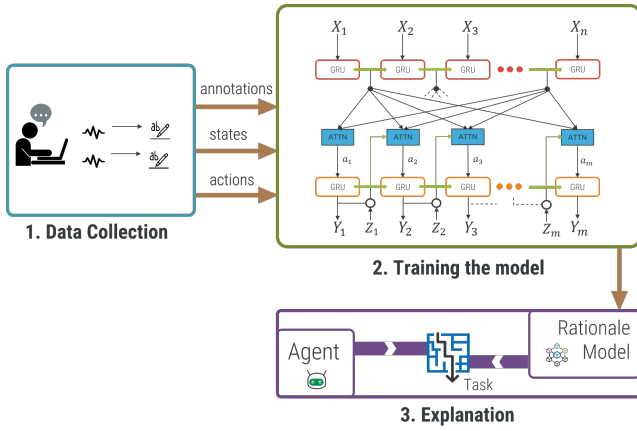 X₁ X₂ X₃ Xₙ
GRU GRU GRU GRU
annotations
states
actions
ab
ab
ATTN ATTN ATTN ATTN
a₁ a₂ a₃ aₘ
GRU GRU GRU GRU
Y₁ Z₁ Y₂ Z₂ Y₃ Zₘ Yₘ
1. Data Collection
2. Training the model
Agent
Task
Rationale
Model
3. Explanation